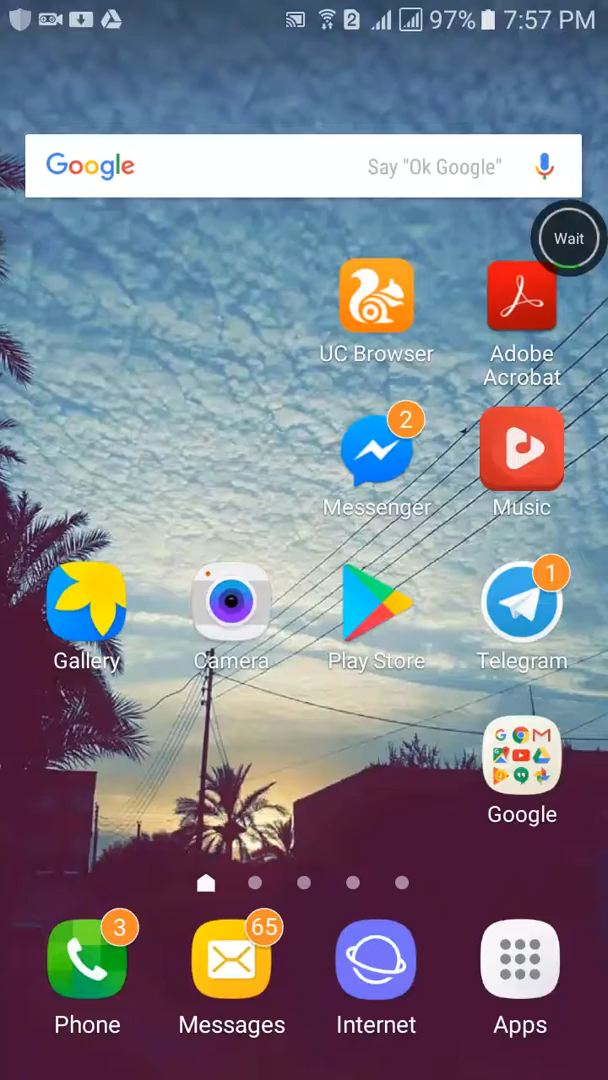 2 97% 7:57 PM
Google Say "Ok Google"
Wait
UC Browser
Adobe
Acrobat
2
Messenger
Music
1
Gallery
Camera
Play Store
Telegram
Google
3
65
Phone
Messages
Internet
Apps